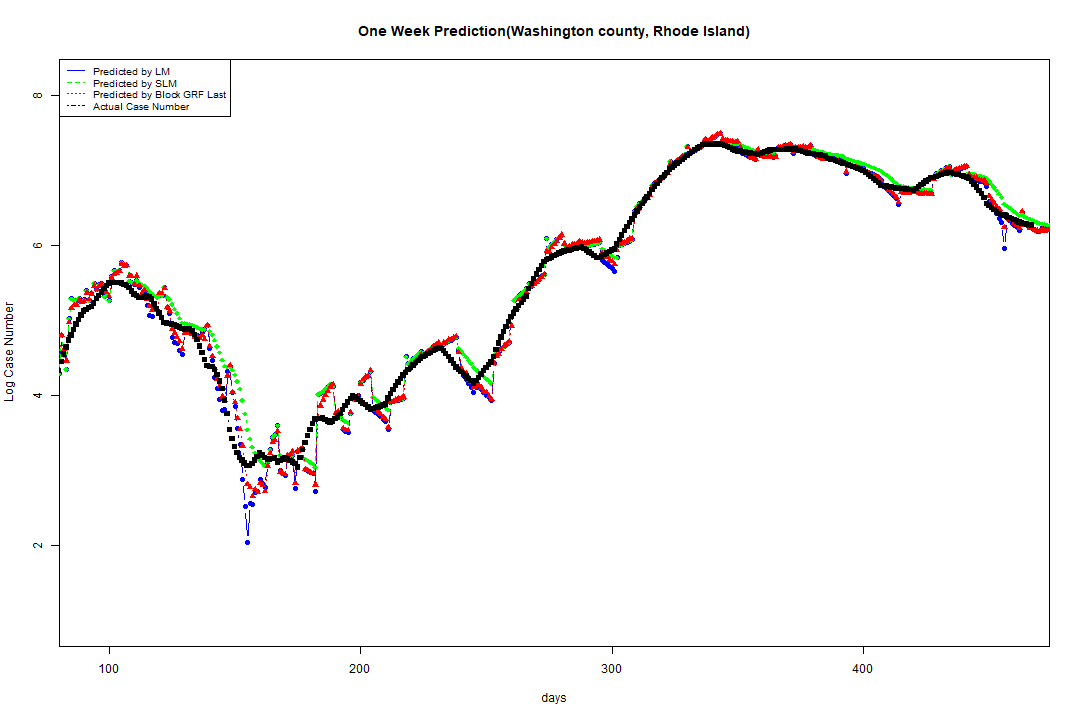 One Week Prediction(Washington county, Rhode Island)
Predicted by LM
Predicted by SLM
Predicted by Block GRF Last
Actual Case Number
8
6
4
2
Log Case Number
100
200
300
400
days